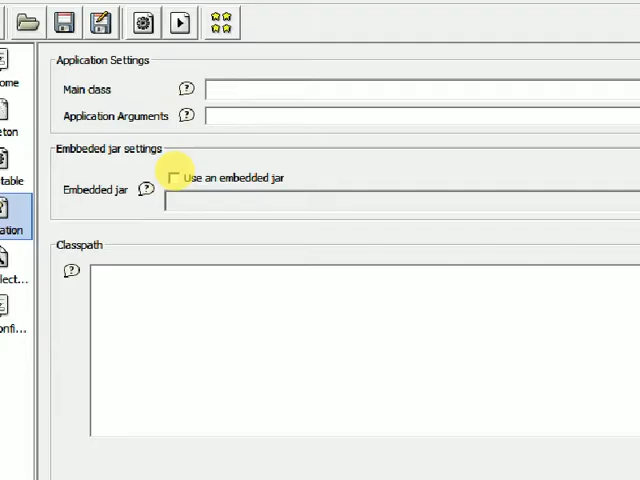 Application Settings
Main class
Application Arguments
Embbeded jar settings
Use an embedded jar
Embedded jar
Classpath
ome
eton
table
ation
lect...
onfi...